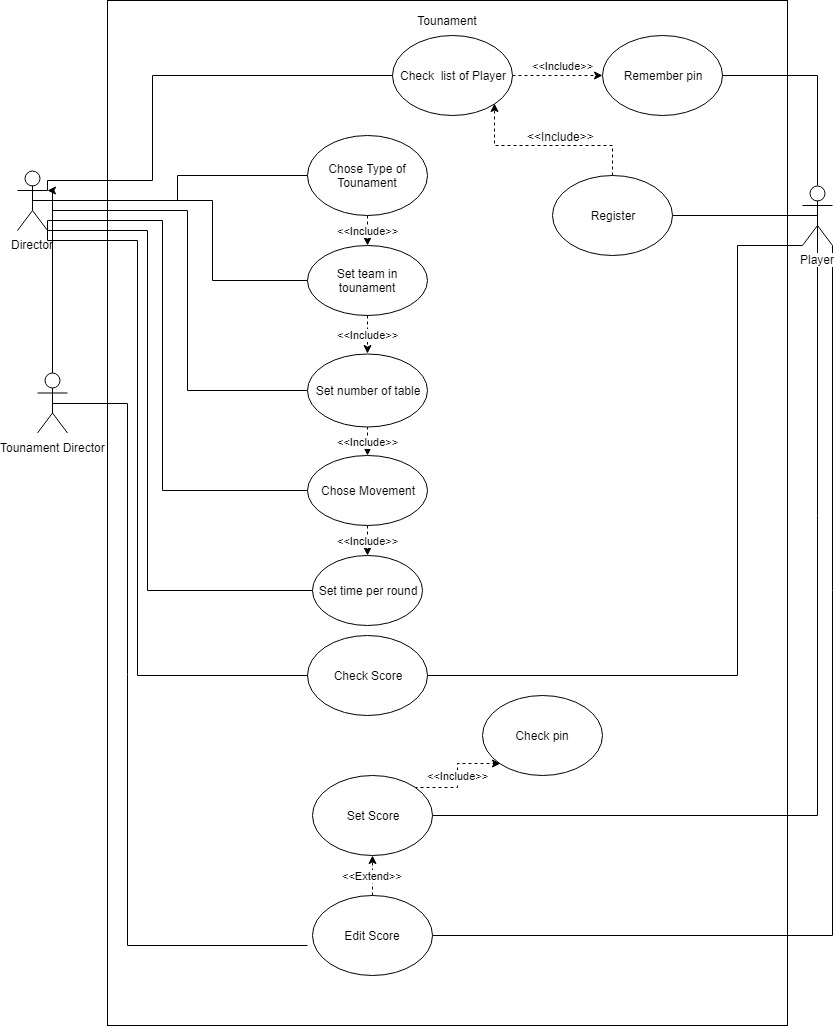 Tounament
Check  list of Player
<<Include>>
Remember pin
<<Include>>
Chose Type of
Tounament
Register
<<Include>>
Director
Player
Set team in
tounament
<<Include>>
Set number of table
Tounament Director
<<Include>>
Chose Movement
<<Include>>
Set time per round
Check Score
Check pin
<<Include>>
Set Score
<<Extend>>
Edit Score